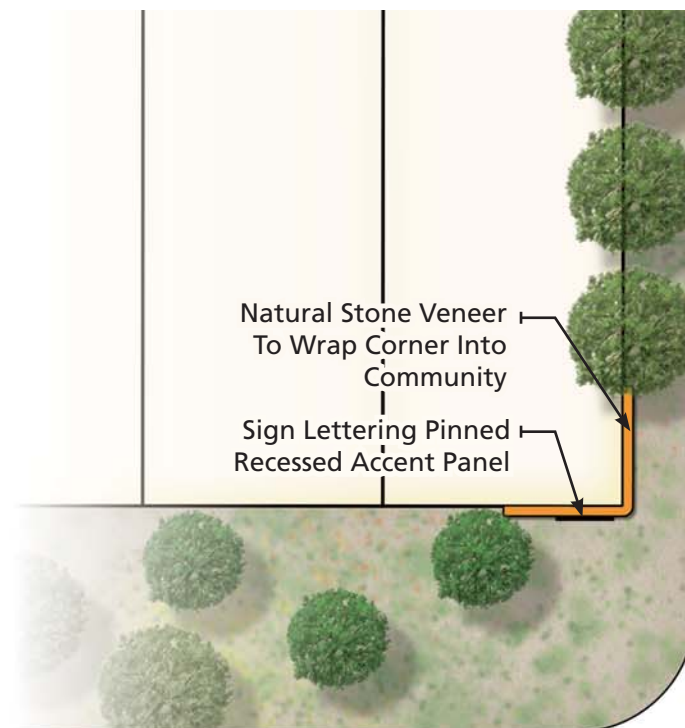 Natural Stone Veneer
To Wrap Corner Into
Community
Sign Lettering Pinned
Recessed Accent Panel